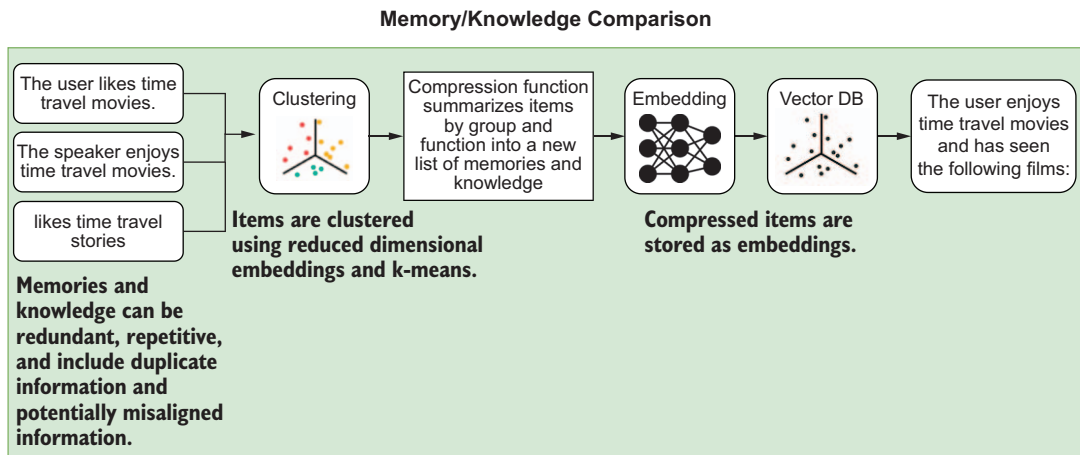 Memory/Knowledge Comparison
The user likes time
travel movies.
The speaker enjoys
time travel movies.
likes time travel
stories
Memories and
knowledge can be
redundant, repetitive,
and include duplicate
information and
potentially misaligned
information.
Clustering
Items are clustered
using reduced dimensional
embeddings and k-means.
Compression function
summarizes items
by group and
function into a new
list of memories and
knowledge
Embedding
Compressed items are
stored as embeddings.
Vector DB
The user enjoys
time travel movies
and has seen
the following films: